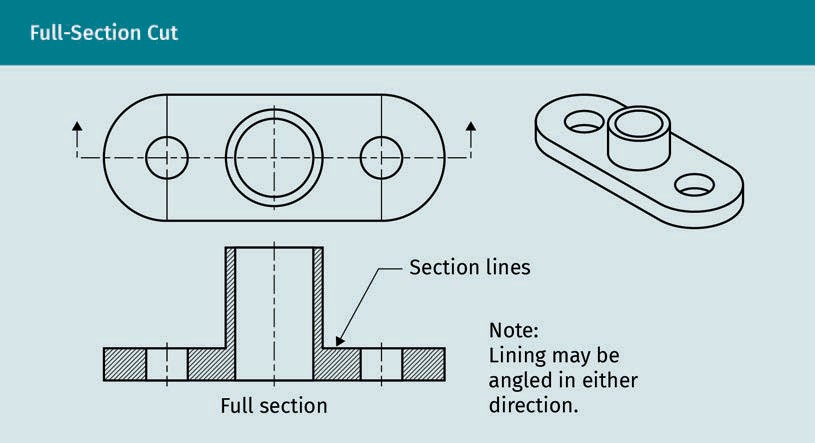 Full-Section Cut
Section lines
Note:
Lining may be
angled in either
direction.
Full section